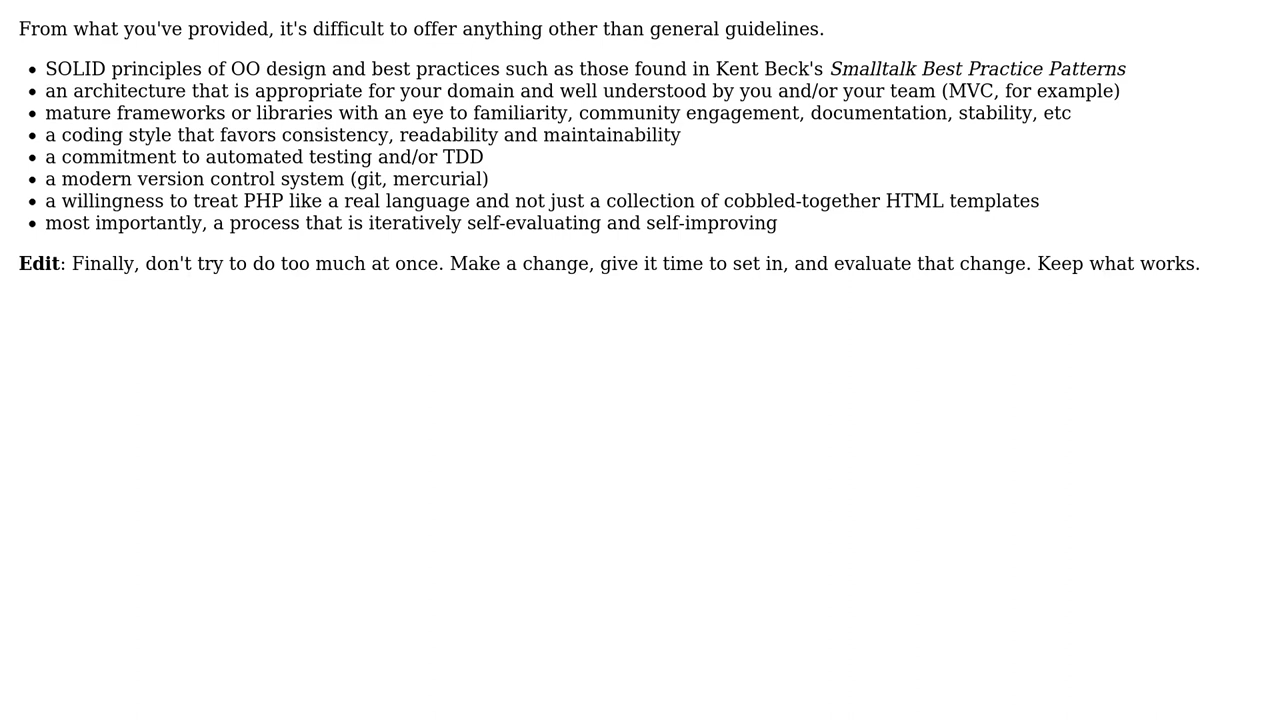 From what you've provided, it's difficult to offer anything other than general guidelines.
• SOLID principles of OO design and best practices such as those found in Kent Beck's Smalltalk Best Practice Patterns
• an architecture that is appropriate for your domain and well understood by you and/or your team (MVC, for example)
• mature frameworks or libraries with an eye to familiarity, community engagement, documentation, stability, etc
• a coding style that favors consistency, readability and maintainability
• a commitment to automated testing and/or TDD
• a modern version control system (git, mercurial)
• a willingness to treat PHP like a real language and not just a collection of cobbled-together HTML templates
• most importantly, a process that is iteratively self-evaluating and self-improving
Edit: Finally, don't try to do too much at once. Make a change, give it time to set in, and evaluate that change. Keep what works.